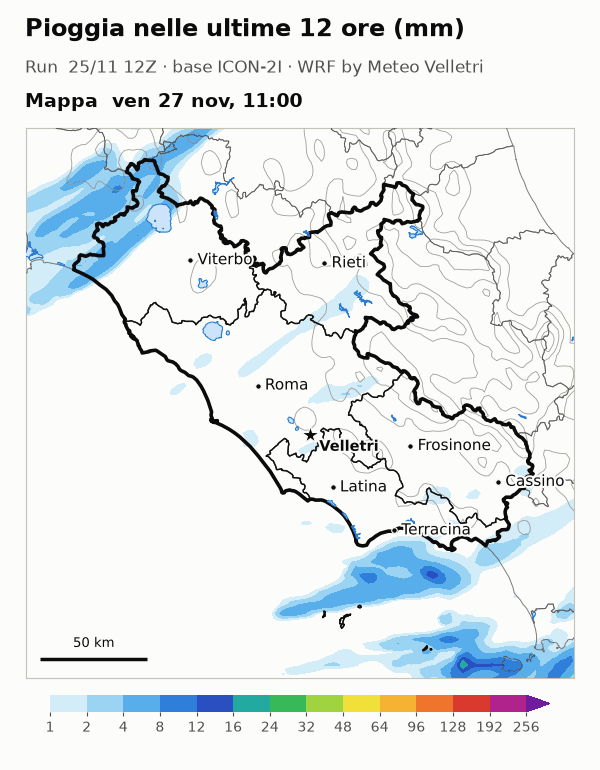 Pioggia nelle ultime 12 ore (mm)
Run  25/11 12Z · base ICON-2I · WRF by Meteo Velletri
Mappa  ven 27 nov, 11:00
Viterbo
Rieti
Roma
Velletri
Frosinone
Cassino
Latina
Terracina
50 km
1 2 4 8 12 16 24 32 48 64 96 128 192 256